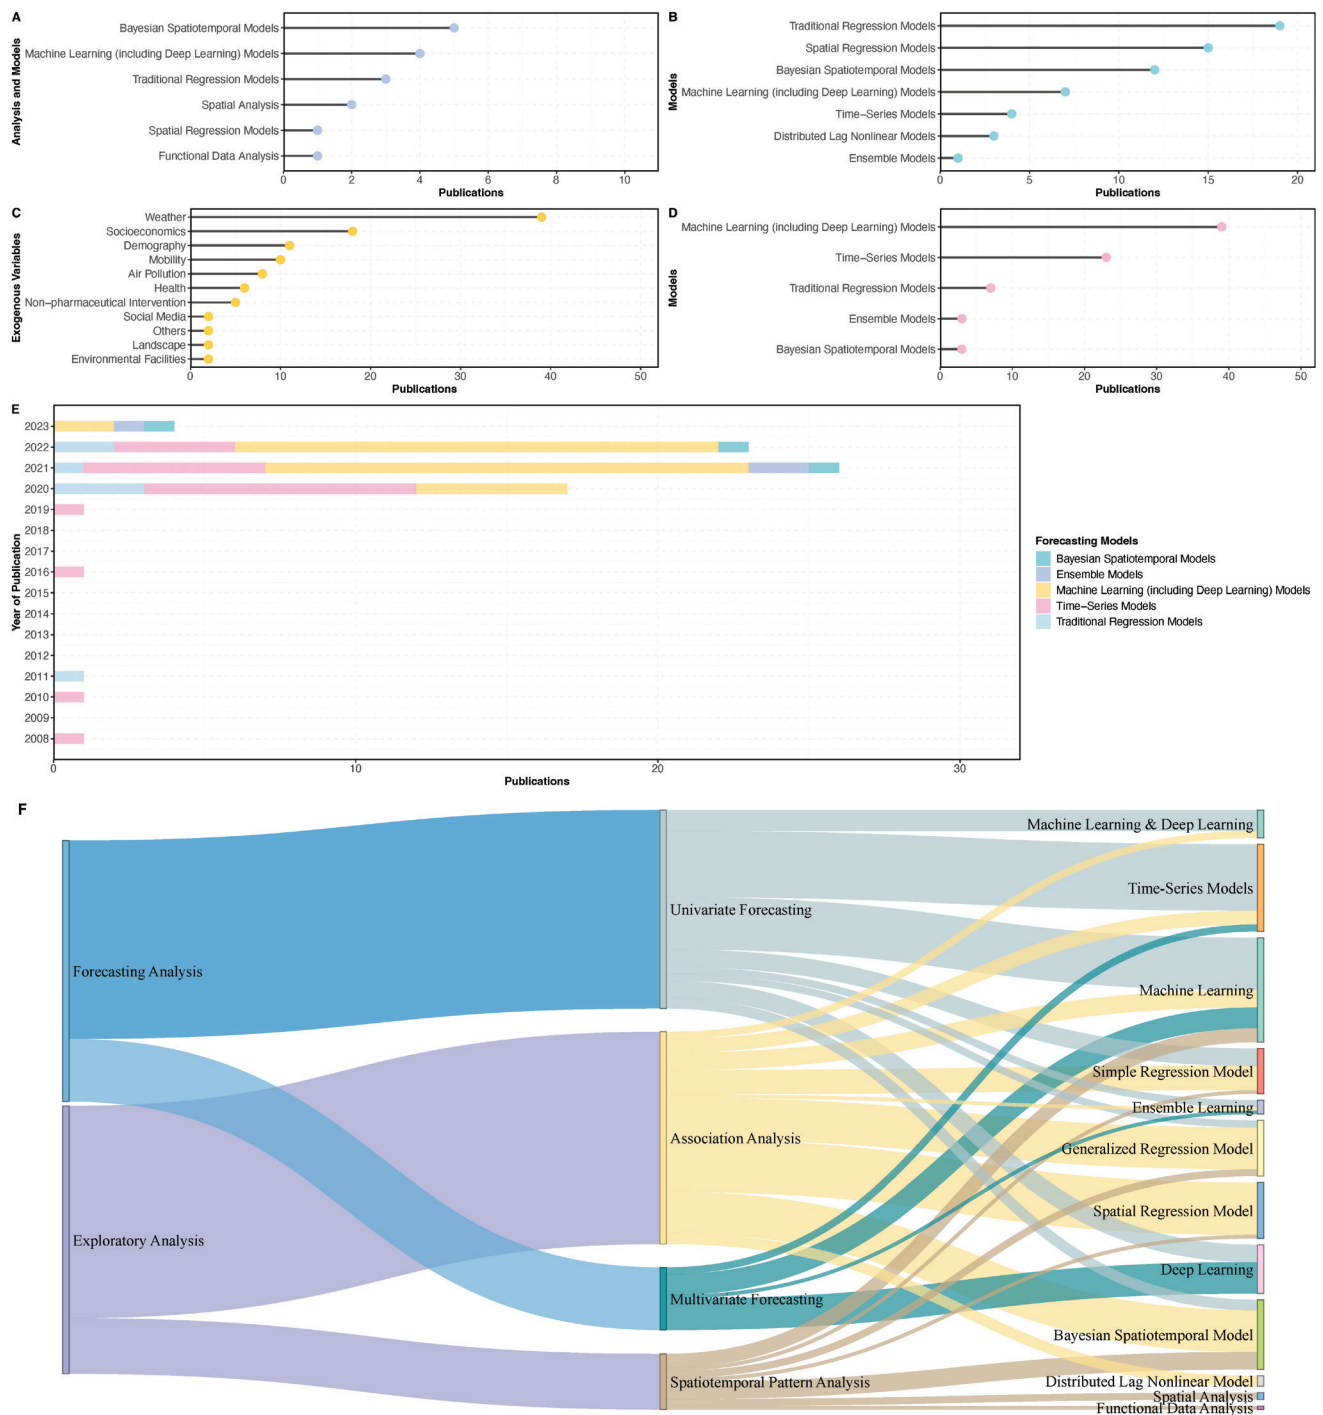 A
Analysis and Models
Bayesian Spatiotemporal Models
Machine Learning (including Deep Learning) Models
Traditional Regression Models
Spatial Analysis
Spatial Regression Models
Functional Data Analysis
0 2 4 6 8 10
Publications
B
Models
Traditional Regression Models
Spatial Regression Models
Bayesian Spatiotemporal Models
Machine Learning (including Deep Learning) Models
Time-Series Models
Distributed Lag Nonlinear Models
Ensemble Models
0 5 10 15 20
Publications
C
Exogenous Variables
Weather
Socioeconomics
Demography
Mobility
Air Pollution
Health
Non-pharmaceutical Intervention
Social Media
Others
Landscape
Environmental Facilities
0 10 20 30 40 50
Publications
D
Models
Machine Learning (including Deep Learning) Models
Time-Series Models
Traditional Regression Models
Ensemble Models
Bayesian Spatiotemporal Models
0 10 20 30 40 50
Publications
E
Year of Publication
2023
2022
2021
2020
2019
2018
2017
2016
2015
2014
2013
2012
2011
2010
2009
2008
0 10 20 30
Publications
Forecasting Models
Bayesian Spatiotemporal Models
Ensemble Models
Machine Learning (including Deep Learning) Models
Time-Series Models
Traditional Regression Models
F
Forecasting Analysis
Exploratory Analysis
Univariate Forecasting
Association Analysis
Multivariate Forecasting
Spatiotemporal Pattern Analysis
Machine Learning & Deep Learning
Time-Series Models
Machine Learning
Simple Regression Model
Ensemble Learning
Generalized Regression Model
Spatial Regression Model
Deep Learning
Bayesian Spatiotemporal Model
Distributed Lag Nonlinear Model
Spatial Analysis
Functional Data Analysis